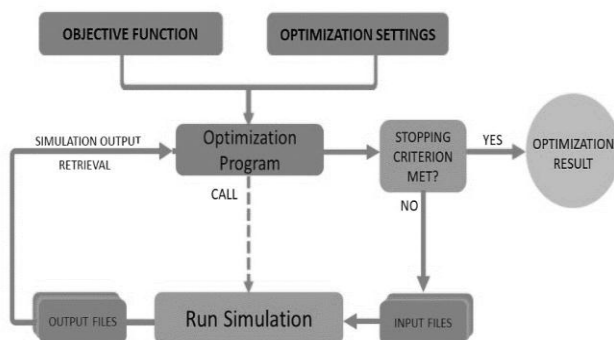 OBJECTIVE FUNCTION
OPTIMIZATION SETTINGS
SIMULATION OUTPUT
RETRIEVAL
Optimization
Program
STOPPING
CRITERION
MET?
YES
OPTIMIZATION
RESULT
CALL
NO
OUTPUT FILES
Run Simulation
INPUT FILES